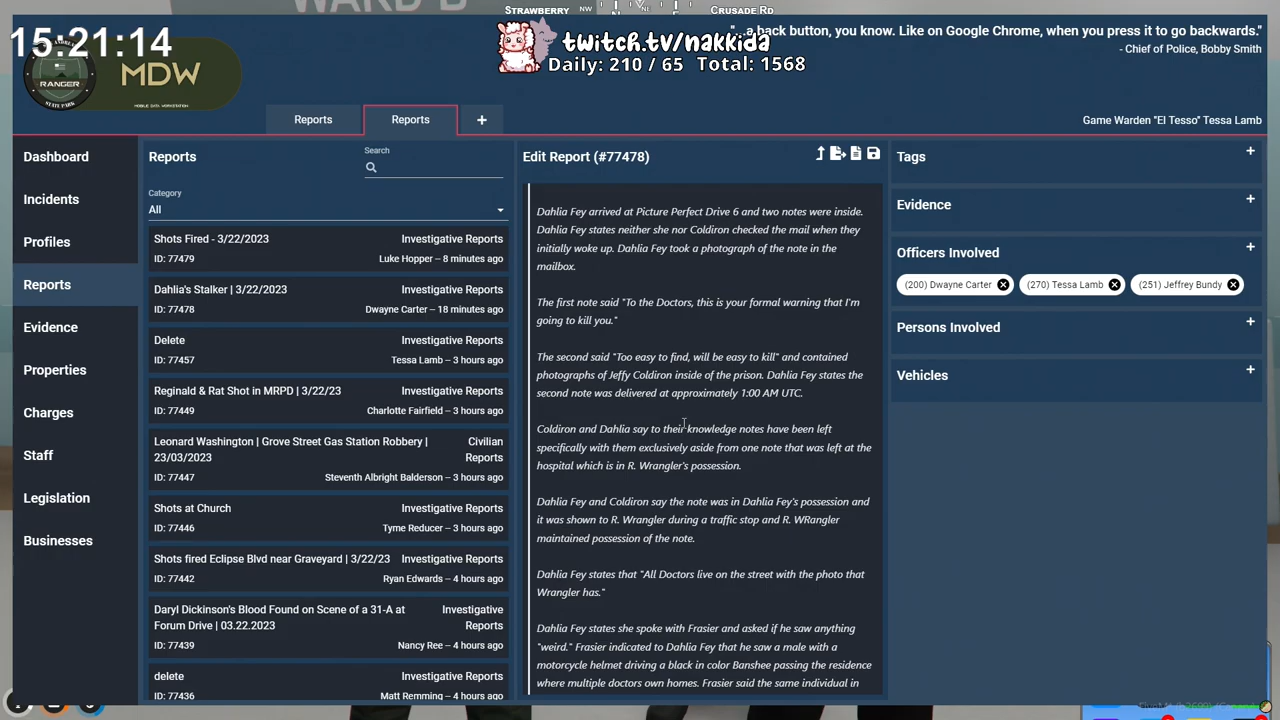 WARD B
STRAWBERRY NW N NE CRUSADE RD
15:21:14
twitch.tv/nakkida
Daily: 210 / 65 Total: 1568
"...a back button, you know. Like on Google Chrome, when you press it to go backwards."
- Chief of Police, Bobby Smith
RANGER
STATE PARK
MDW
MOBILE DATA WORKSTATION
Reports
Reports
+
Game Warden "El Tesso" Tessa Lamb
Dashboard
Incidents
Profiles
Reports
Evidence
Properties
Charges
Staff
Legislation
Businesses
Reports
Search
Category
All
Shots Fired - 3/22/2023 Investigative Reports
ID: 77479 Luke Hopper – 8 minutes ago
Dahlia's Stalker | 3/22/2023 Investigative Reports
ID: 77478 Dwayne Carter – 18 minutes ago
Delete Investigative Reports
ID: 77457 Tessa Lamb – 3 hours ago
Reginald & Rat Shot in MRPD | 3/22/23 Investigative Reports
ID: 77449 Charlotte Fairfield – 3 hours ago
Leonard Washington | Grove Street Gas Station Robbery | Civilian
23/03/2023 Reports
ID: 77447 Steventh Albright Balderson – 3 hours ago
Shots at Church Investigative Reports
ID: 77446 Tyme Reducer – 3 hours ago
Shots fired Eclipse Blvd near Graveyard | 3/22/23 Investigative Reports
ID: 77442 Ryan Edwards – 4 hours ago
Daryl Dickinson's Blood Found on Scene of a 31-A at Investigative
Forum Drive | 03.22.2023 Reports
ID: 77439 Nancy Ree – 4 hours ago
delete Investigative Reports
ID: 77436 Matt Remming – 4 hours ago
Edit Report (#77478)
Dahlia Fey arrived at Picture Perfect Drive 6 and two notes were inside.
Dahlia Fey states neither she nor Coldiron checked the mail when they
initially woke up. Dahlia Fey took a photograph of the note in the
mailbox.
The first note said "To the Doctors, this is your formal warning that I'm
going to kill you."
The second said "Too easy to find, will be easy to kill" and contained
photographs of Jeffy Coldiron inside of the prison. Dahlia Fey states the
second note was delivered at approximately 1:00 AM UTC.
Coldiron and Dahlia say to their knowledge notes have been left
specifically with them exclusively aside from one note that was left at the
hospital which is in R. Wrangler's possession.
Dahlia Fey and Coldiron say the note was in Dahlia Fey's possession and
it was shown to R. Wrangler during a traffic stop and R. WRangler
maintained possession of the note.
Dahlia Fey states that "All Doctors live on the street with the photo that
Wrangler has."
Dahlia Fey states she spoke with Frasier and asked if he saw anything
"weird." Frasier indicated to Dahlia Fey that he saw a male with a
motorcycle helmet driving a black in color Banshee passing the residence
where multiple doctors own homes. Frasier said the same individual in
Tags +
Evidence +
Officers Involved +
(200) Dwayne Carter (270) Tessa Lamb (251) Jeffrey Bundy
Persons Involved +
Vehicles +